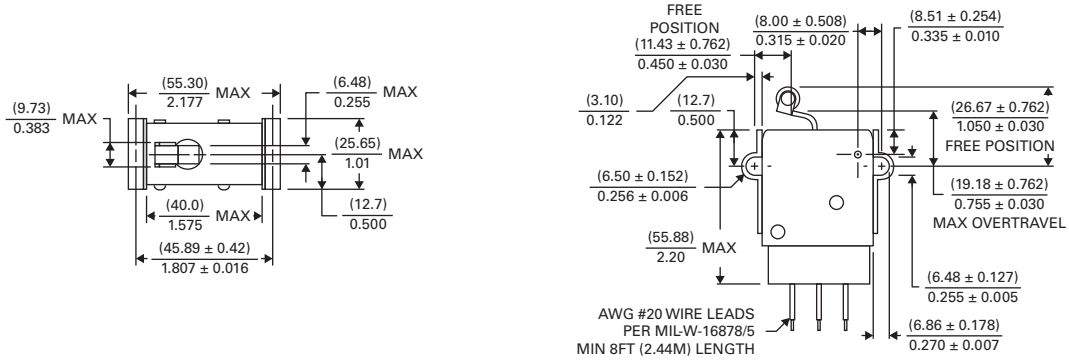 (55.30)
2.177 MAX
(6.48)
0.255 MAX
(9.73)
0.383 MAX
(25.65)
1.01 MAX
(40.0)
1.575 MAX
(12.7)
0.500
(45.89 ± 0.42)
1.807 ± 0.016
FREE
POSITION
(11.43 ± 0.762)
0.450 ± 0.030
(8.00 ± 0.508)
0.315 ± 0.020
(8.51 ± 0.254)
0.335 ± 0.010
(3.10)
0.122
(12.7)
0.500
(26.67 ± 0.762)
1.050 ± 0.030
FREE POSITION
(6.50 ± 0.152)
0.256 ± 0.006
(19.18 ± 0.762)
0.755 ± 0.030
MAX OVERTRAVEL
(55.88)
2.20 MAX
(6.48 ± 0.127)
0.255 ± 0.005
AWG #20 WIRE LEADS
PER MIL-W-16878/5
MIN 8FT (2.44M) LENGTH
(6.86 ± 0.178)
0.270 ± 0.007